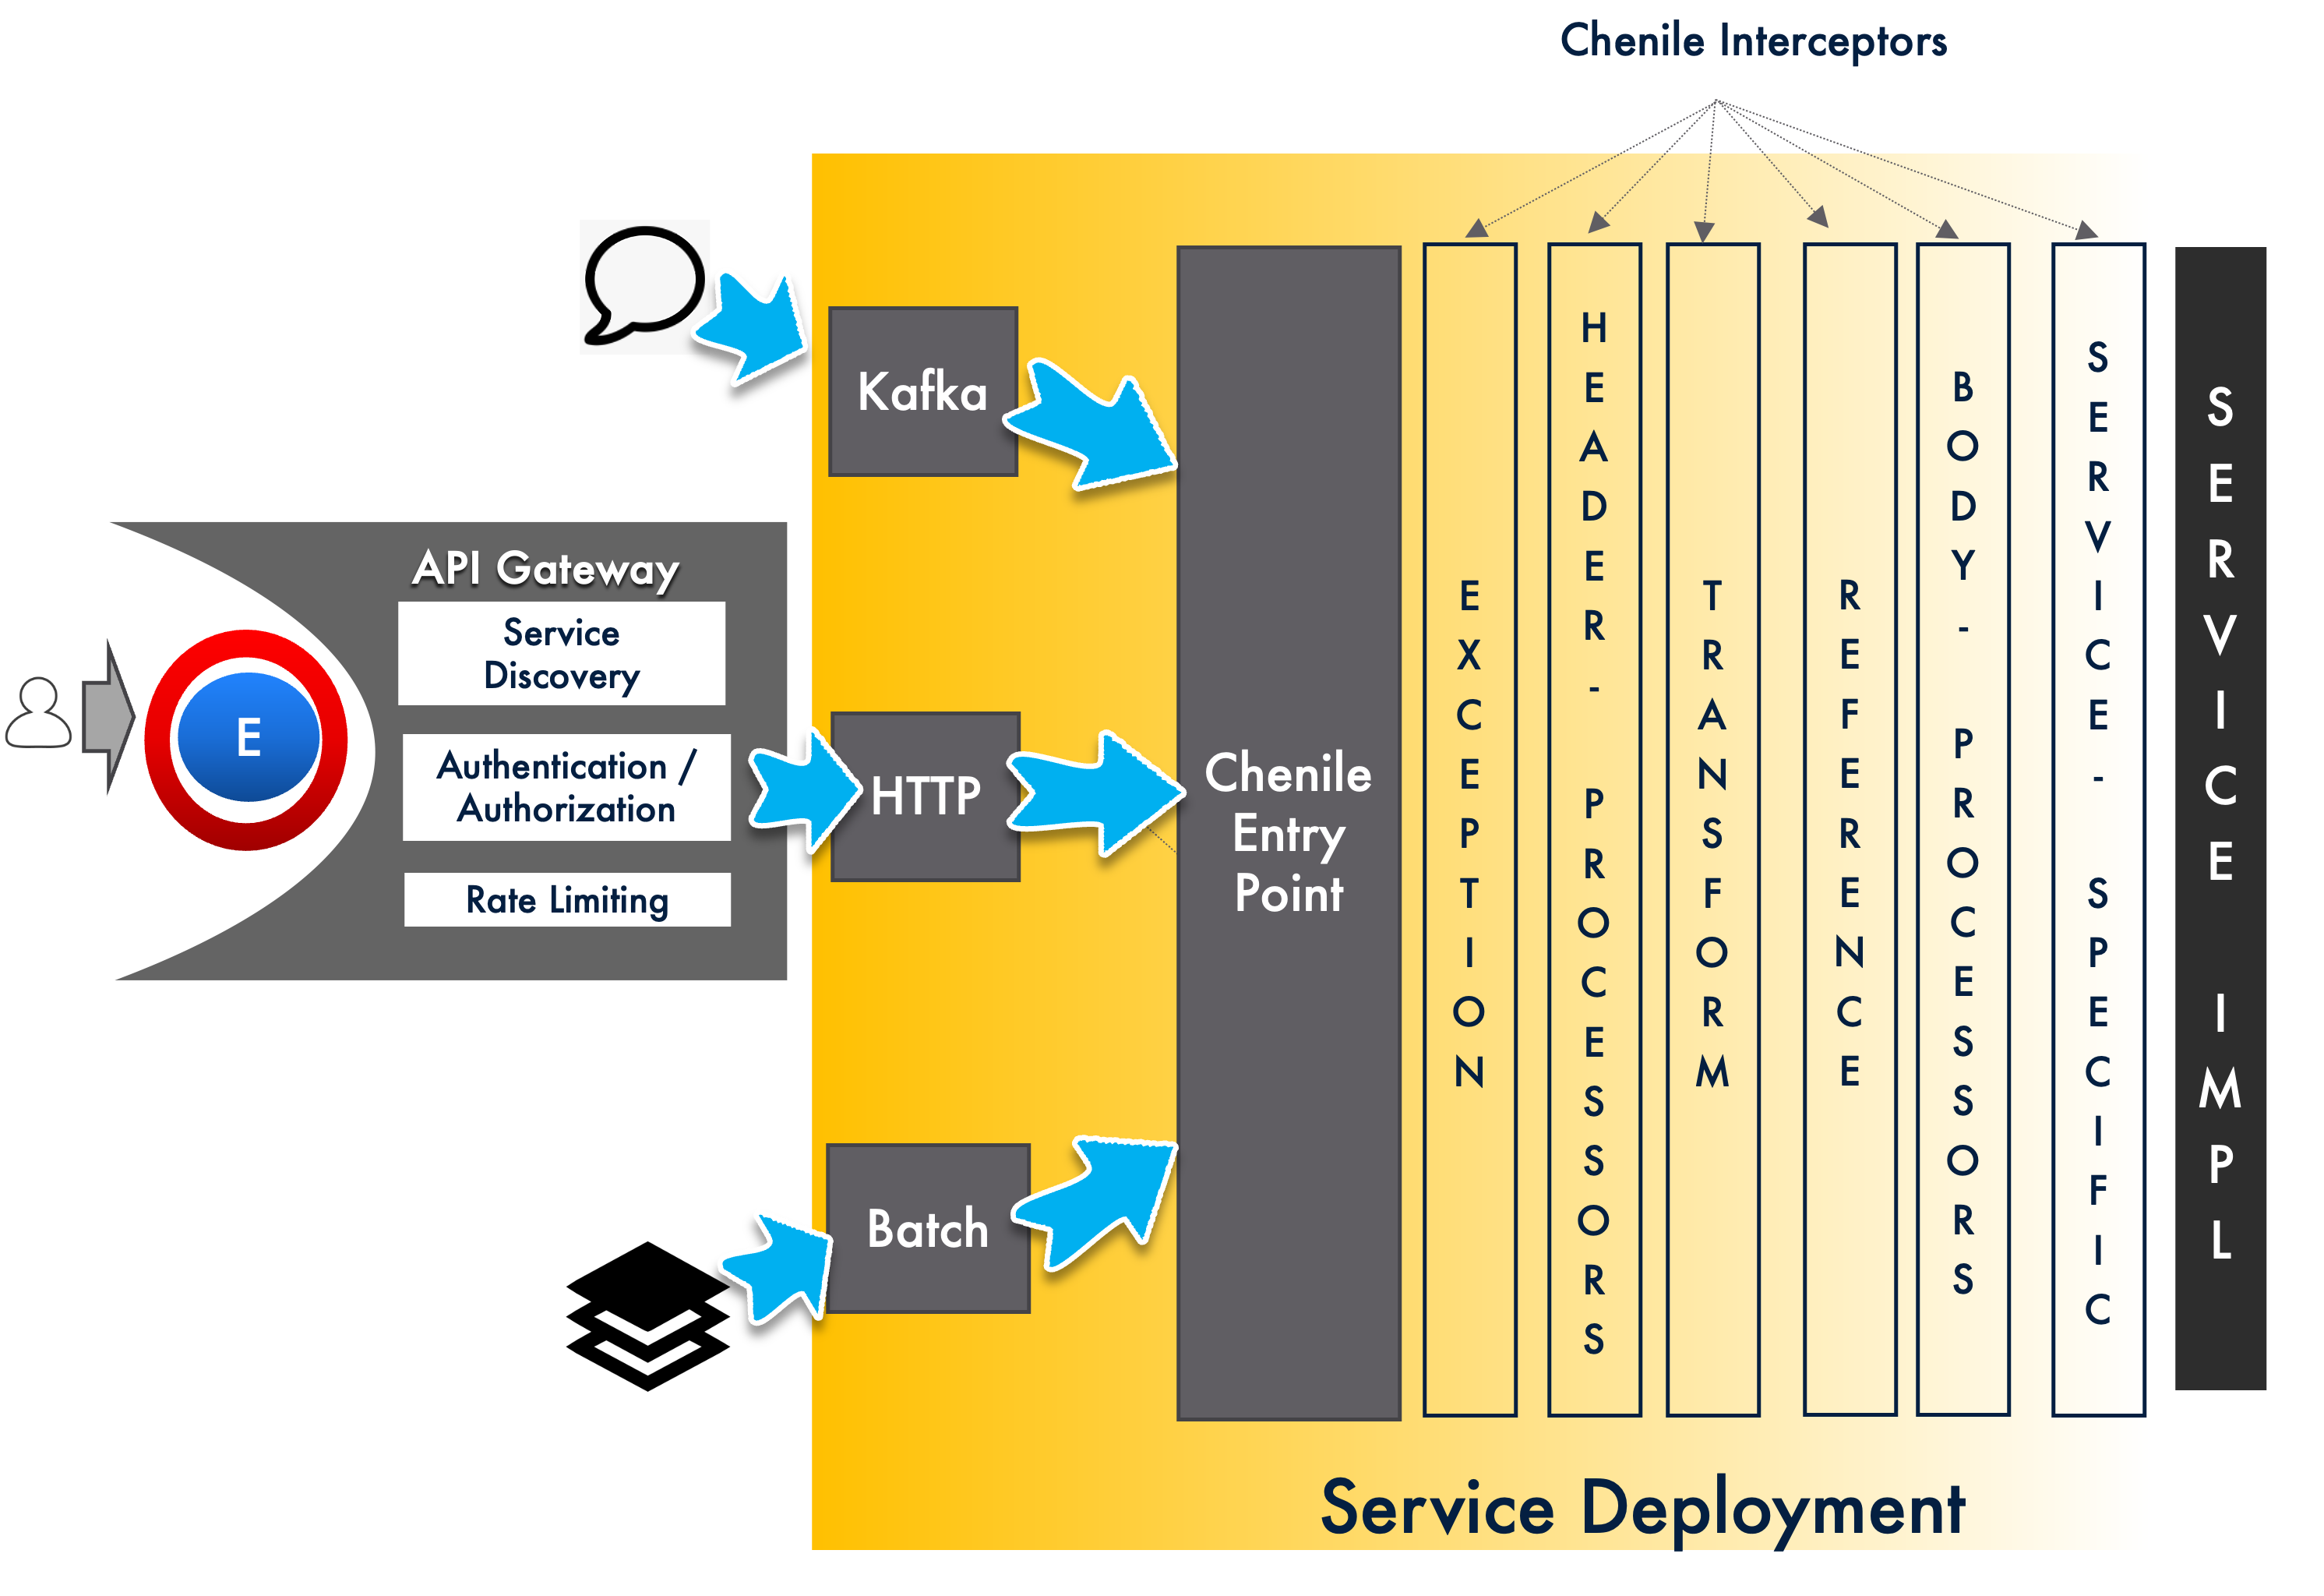 Chenile Interceptors
Kafka
API Gateway
Service
Discovery
E
Authentication /
Authorization
Rate Limiting
HTTP
Batch
Chenile
Entry
Point
EXCEPTION
HEADER- PROCESSORS
TRANSFORM
REFERENCE
BODY- PROCESSORS
SERVICE- SPECIFIC
SERVICE IMPL
Service Deployment